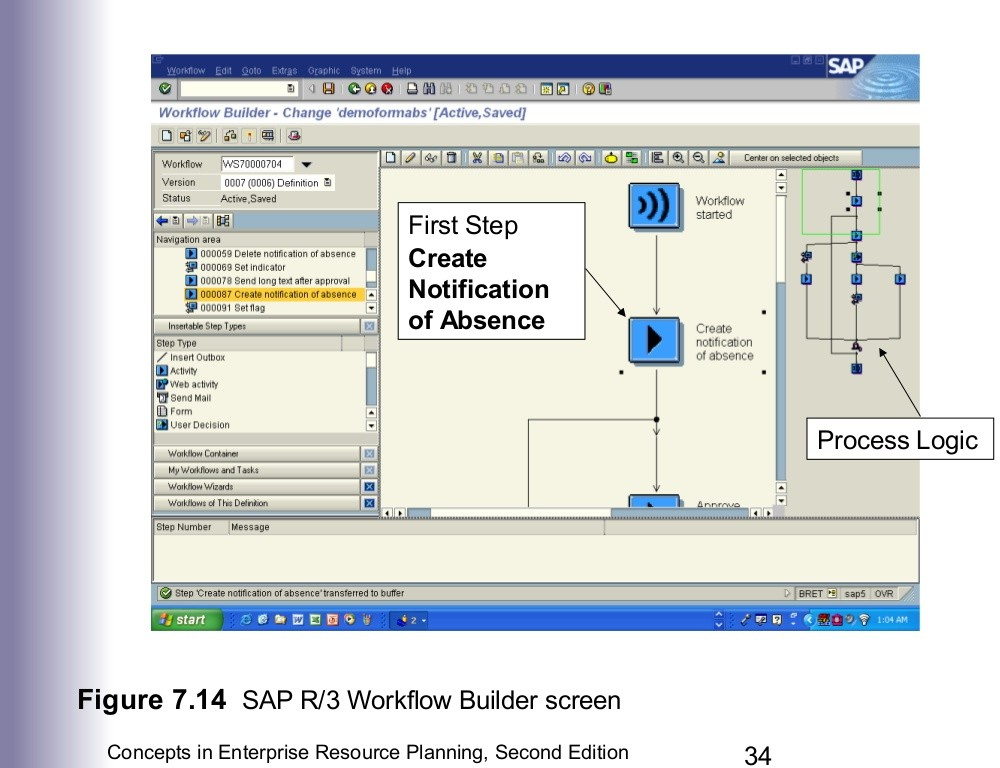 Workflow Edit Goto Extras Graphic System Help
SAP
Workflow Builder - Change 'demoformabs' [Active,Saved]
Workflow WS70000704
Version 0007 (0006) Definition
Status Active,Saved
Center on selected objects
Navigation area
000059 Delete notification of absence
000069 Set indicator
000078 Send long text after approval
000087 Create notification of absence
000091 Set flag
Insertable Step Types
Step Type
Insert Outbox
Activity
Web activity
Send Mail
Form
User Decision
Workflow Container
My Workflows and Tasks
Workflow Wizards
Workflows of This Definition
Workflow
started
First Step
Create
Notification
of Absence
Create
notification
of absence
Approve
Process Logic
Step Number Message
Step 'Create notification of absence' transferred to buffer
BRET sap5 OVR
start 2 1:04 AM
Figure 7.14 SAP R/3 Workflow Builder screen
Concepts in Enterprise Resource Planning, Second Edition 34